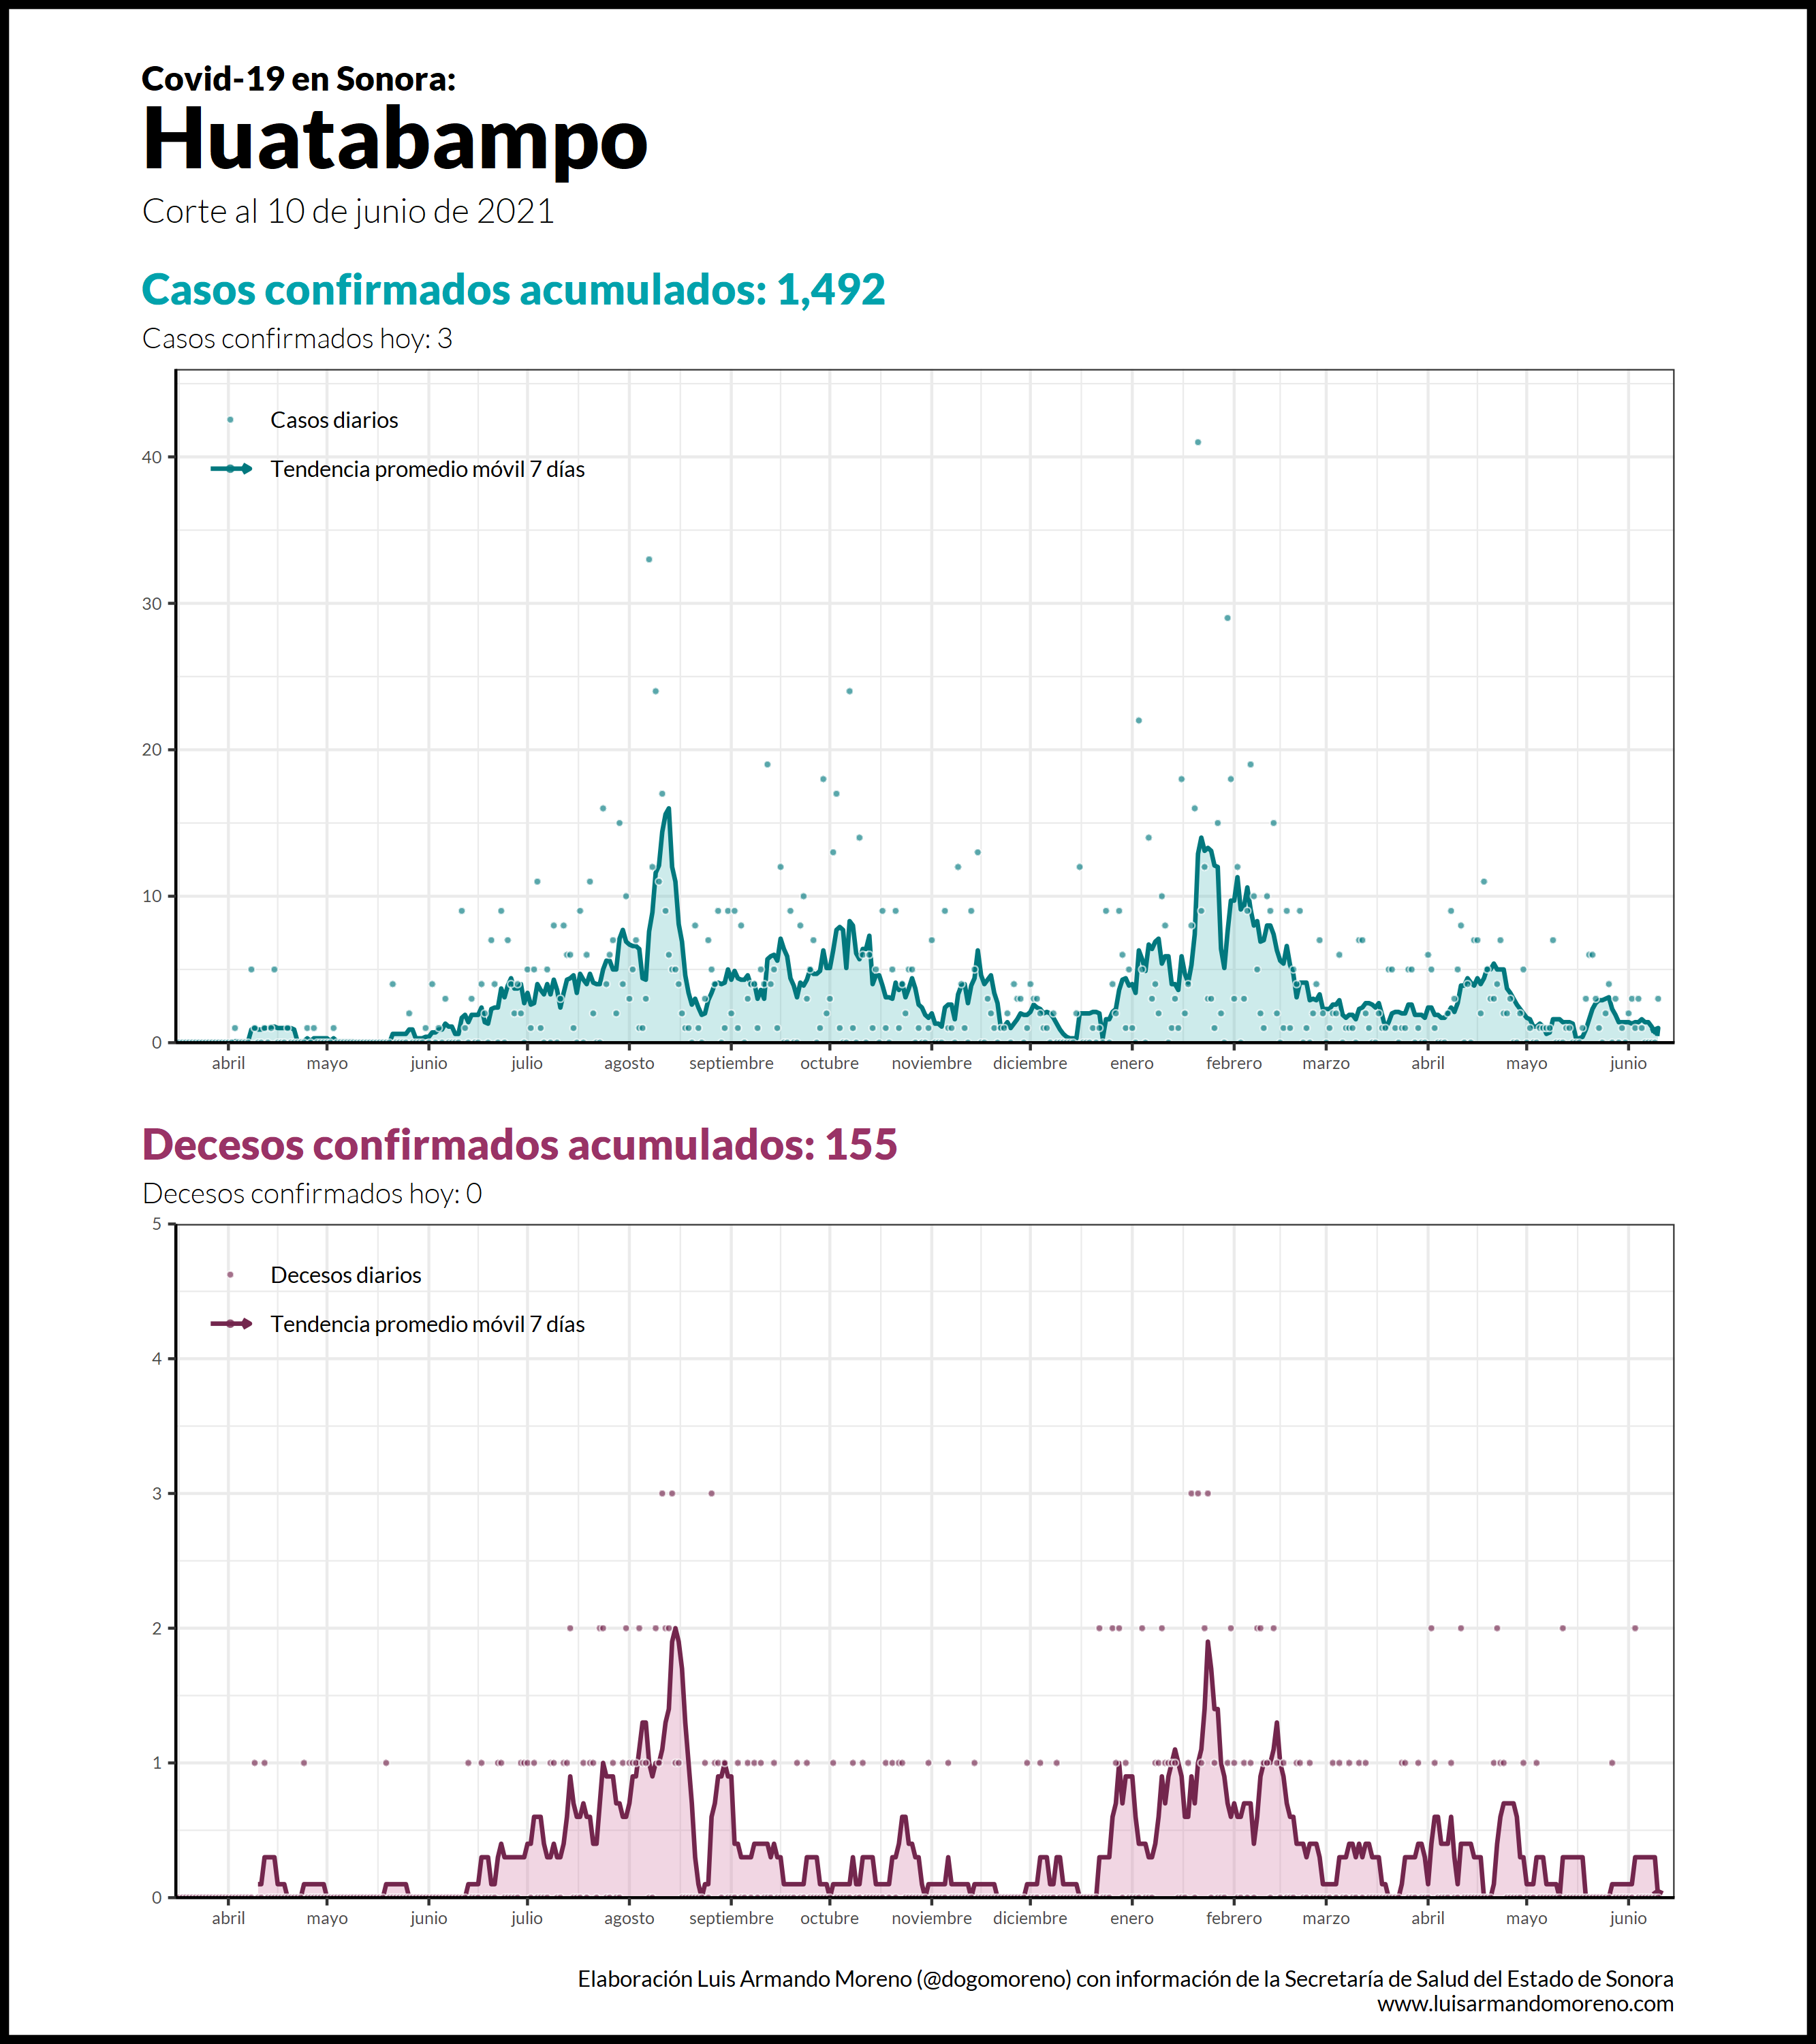 Covid-19 en Sonora:
Huatabampo
Corte al 10 de junio de 2021
Casos confirmados acumulados: 1,492
Casos confirmados hoy: 3
Casos diarios
Tendencia promedio móvil 7 días
40
30
20
10
0
abril mayo junio julio agosto septiembre octubre noviembre diciembre enero febrero marzo abril mayo junio
Decesos confirmados acumulados: 155
Decesos confirmados hoy: 0
5
Decesos diarios
Tendencia promedio móvil 7 días
4
3
2
1
0
abril mayo junio julio agosto septiembre octubre noviembre diciembre enero febrero marzo abril mayo junio
Elaboración Luis Armando Moreno (@dogomoreno) con información de la Secretaría de Salud del Estado de Sonora
www.luisarmandomoreno.com